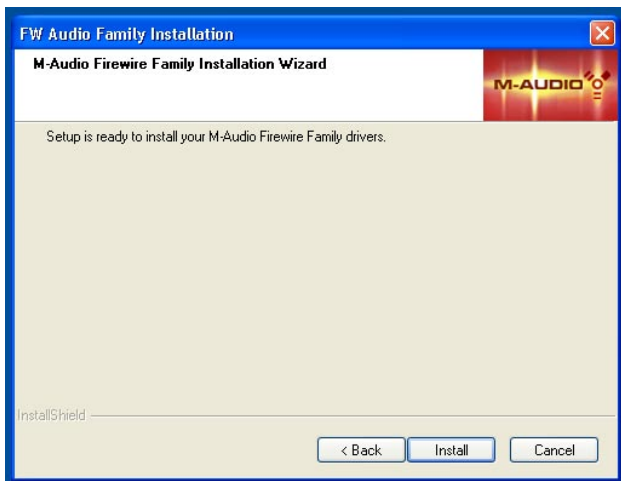 FW Audio Family Installation
M-Audio Firewire Family Installation Wizard
M-AUDIO
Setup is ready to install your M-Audio Firewire Family drivers.
InstallShield
< Back
Install
Cancel